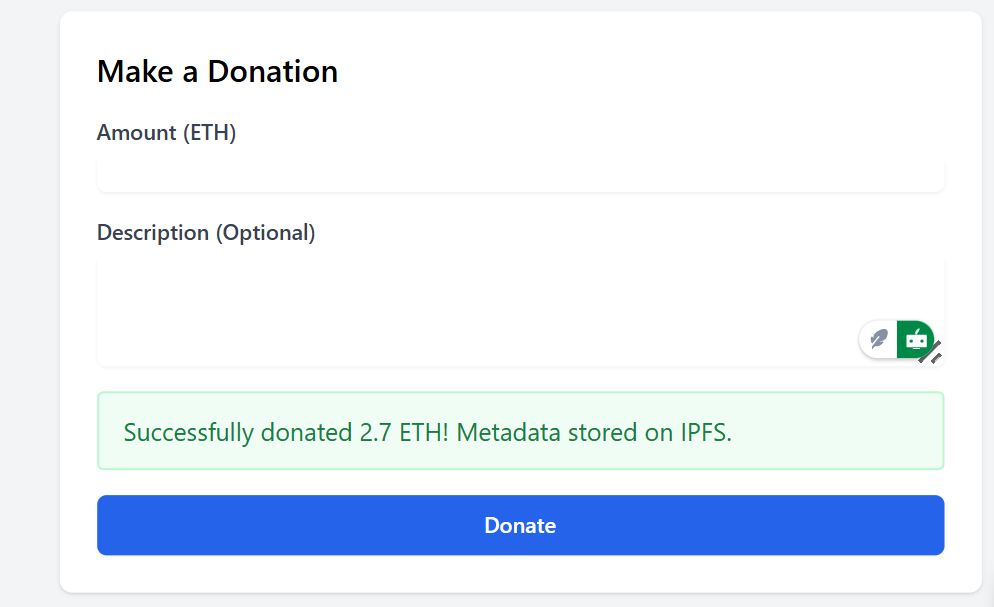 Make a Donation
Amount (ETH)
Description (Optional)
Successfully donated 2.7 ETH! Metadata stored on IPFS.
Donate